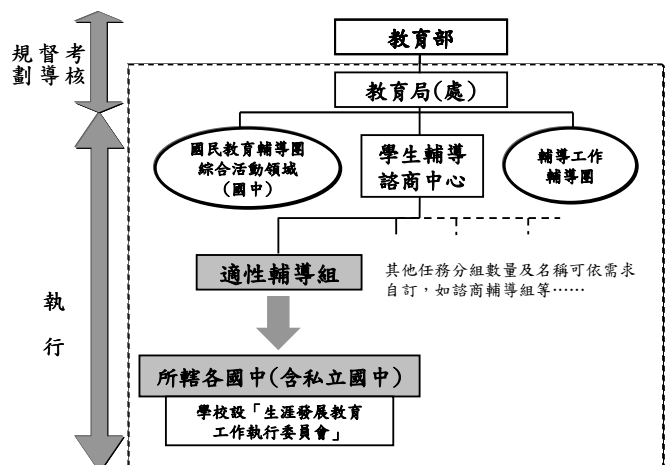 教育部
規督考
劃導核
教育局(處)
國民教育輔導團
綜合活動領域
(國中)
學生輔導
諮商中心
輔導工作
輔導團
適性輔導組
其他任務分組數量及名稱可依需求
自訂，如諮商輔導組等……
執
行
所轄各國中(含私立國中)
學校設「生涯發展教育
工作執行委員會」